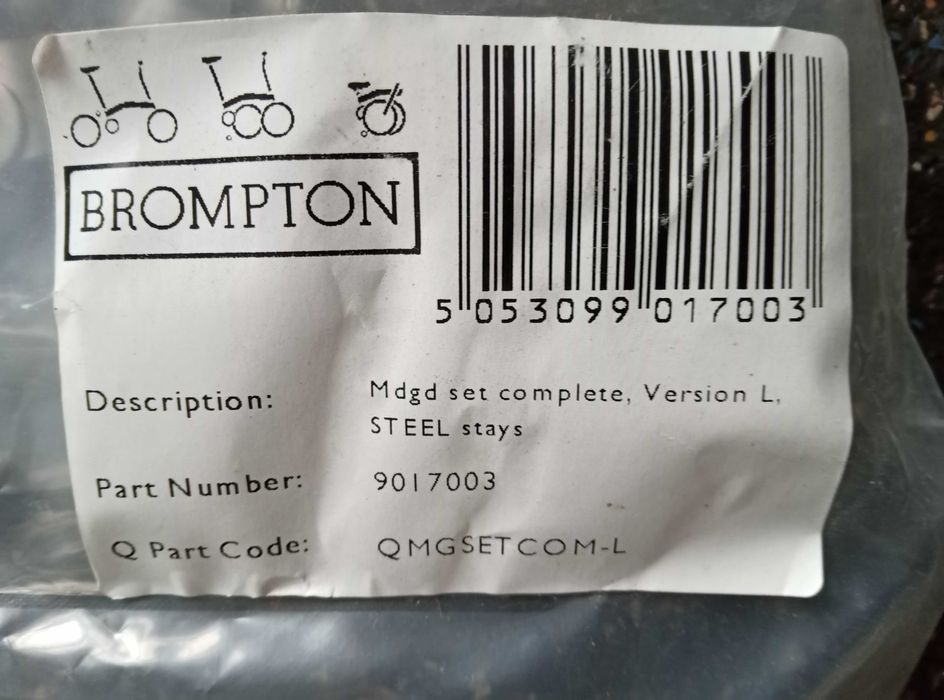 BROMPTON
5 053099 017003
Description: Mdgd set complete, Version L,
STEEL stays
Part Number: 9017003
Q Part Code: QMGSETCOM-L